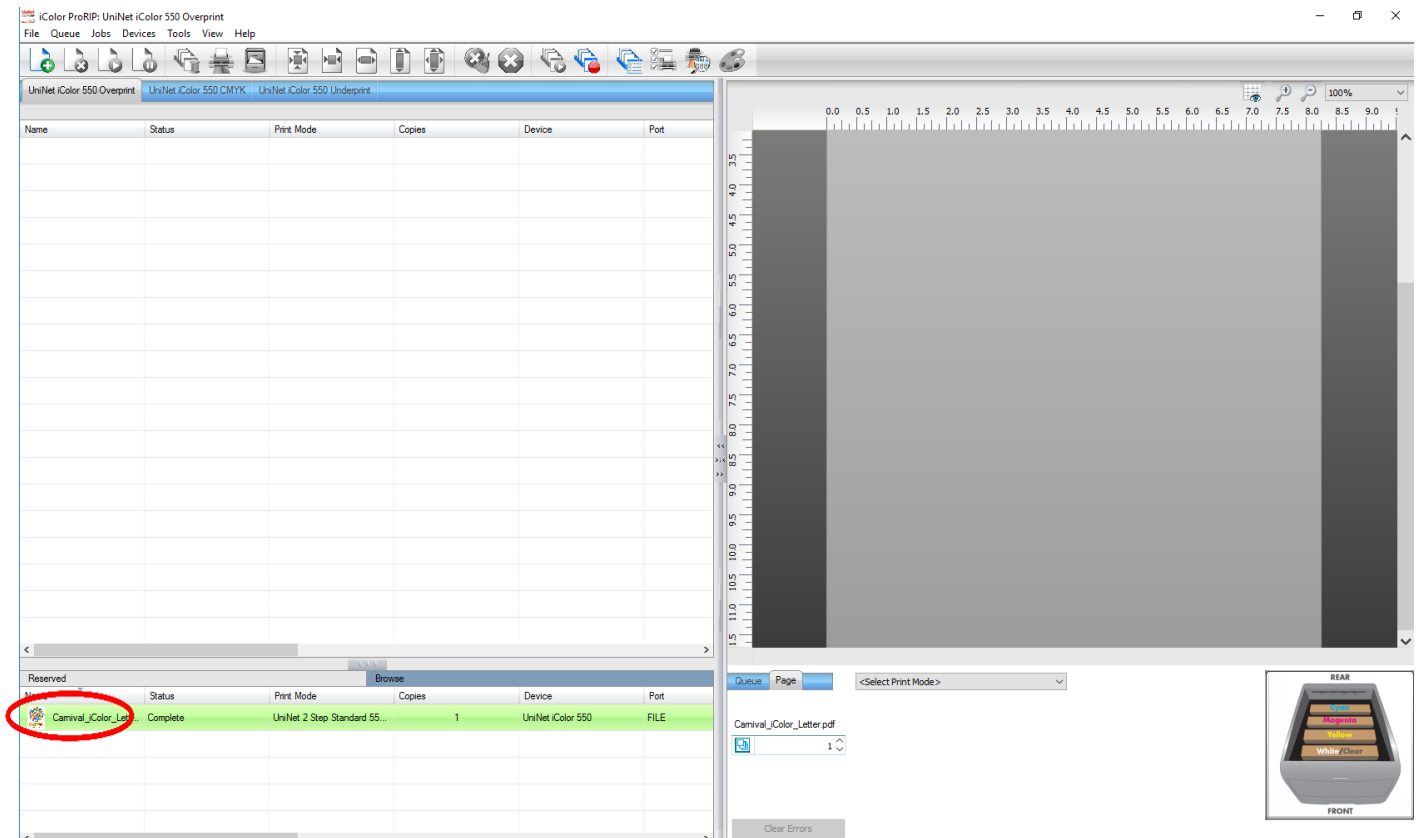 iColor ProRIP: UniNet iColor 550 Overprint
File Queue Jobs Devices Tools View Help
UniNet iColor 550 Overprint UniNet iColor 550 CMYK UniNet iColor 550 Underprint
100%
0.0 0.5 1.0 1.5 2.0 2.5 3.0 3.5 4.0 4.5 5.0 5.5 6.0 6.5 7.0 7.5 8.0 8.5 9.0
Name Status Print Mode Copies Device Port
3.5
4.0
4.5
5.0
5.5
6.0
6.5
7.0
7.5
8.0
8.5
9.0
9.5
10.0
10.5
11.0
Reserved Browse
Name Status Print Mode Copies Device Port
Carnival_iColor_Lett... Complete UniNet 2 Step Standard 55... 1 UniNet iColor 550 FILE
Queue Page <Select Print Mode>
Carnival_iColor_Letter.pdf
1
Clear Errors
REAR
Cyan
Magenta
Yellow
White/Clear
FRONT